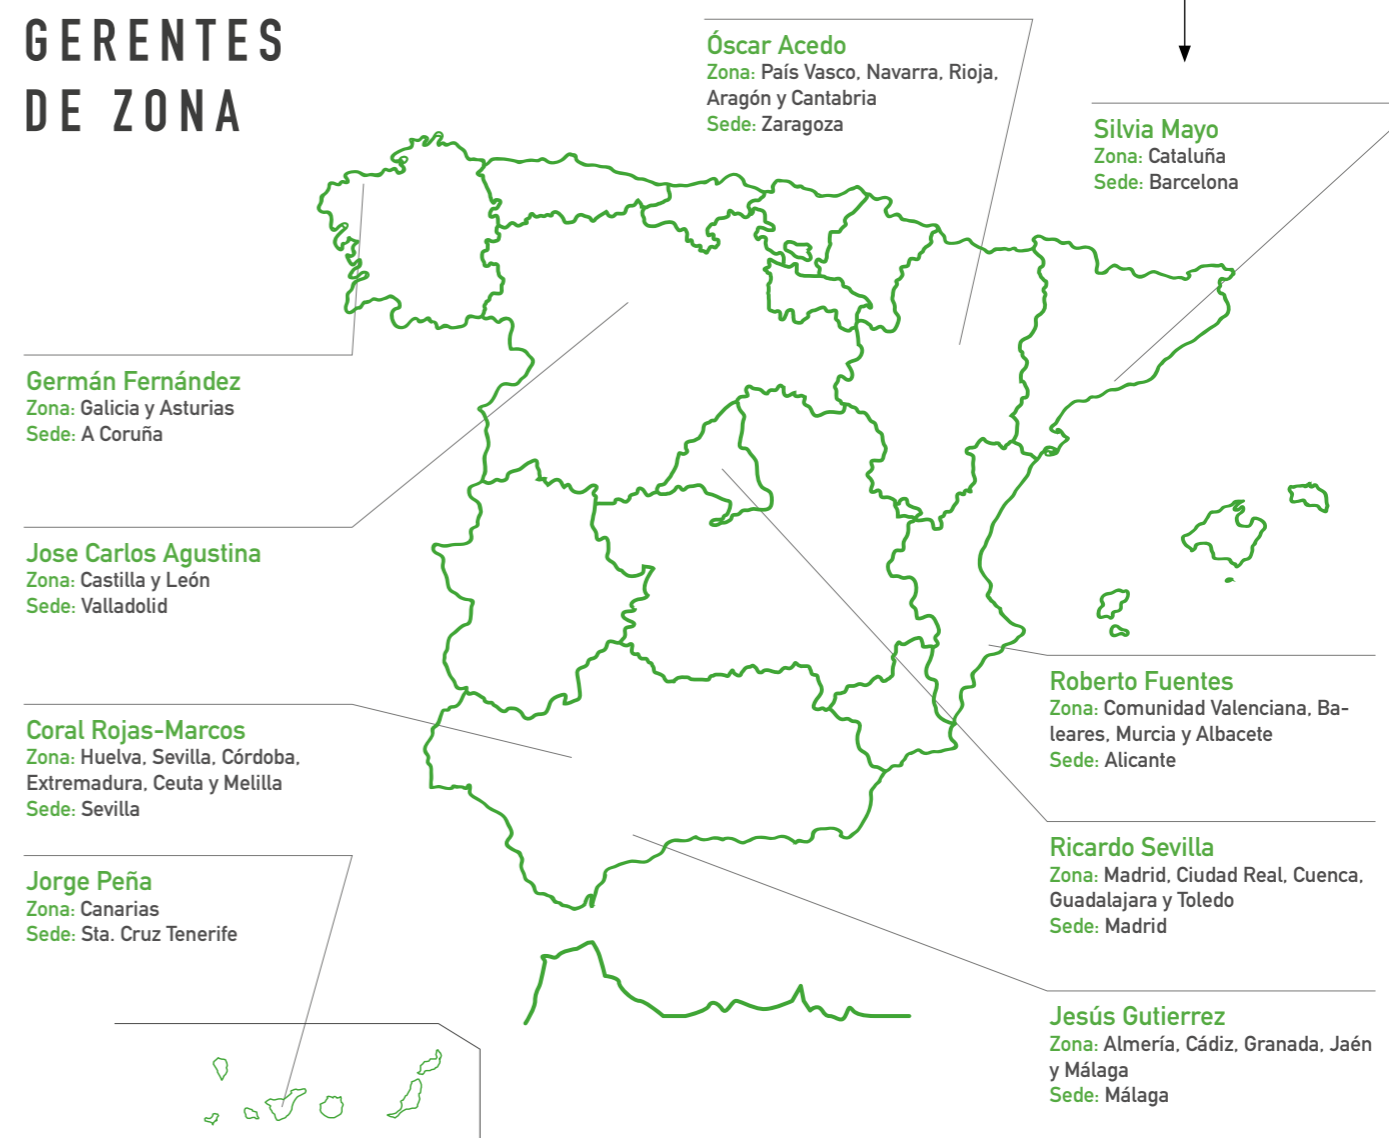 GERENTES
DE ZONA
Óscar Acedo
Zona: País Vasco, Navarra, Rioja,
Aragón y Cantabria
Sede: Zaragoza
Silvia Mayo
Zona: Cataluña
Sede: Barcelona
Germán Fernández
Zona: Galicia y Asturias
Sede: A Coruña
Jose Carlos Agustina
Zona: Castilla y León
Sede: Valladolid
Coral Rojas-Marcos
Zona: Huelva, Sevilla, Córdoba,
Extremadura, Ceuta y Melilla
Sede: Sevilla
Jorge Peña
Zona: Canarias
Sede: Sta. Cruz Tenerife
Roberto Fuentes
Zona: Comunidad Valenciana, Ba-
leares, Murcia y Albacete
Sede: Alicante
Ricardo Sevilla
Zona: Madrid, Ciudad Real, Cuenca,
Guadalajara y Toledo
Sede: Madrid
Jesús Gutierrez
Zona: Almería, Cádiz, Granada, Jaén
y Málaga
Sede: Málaga